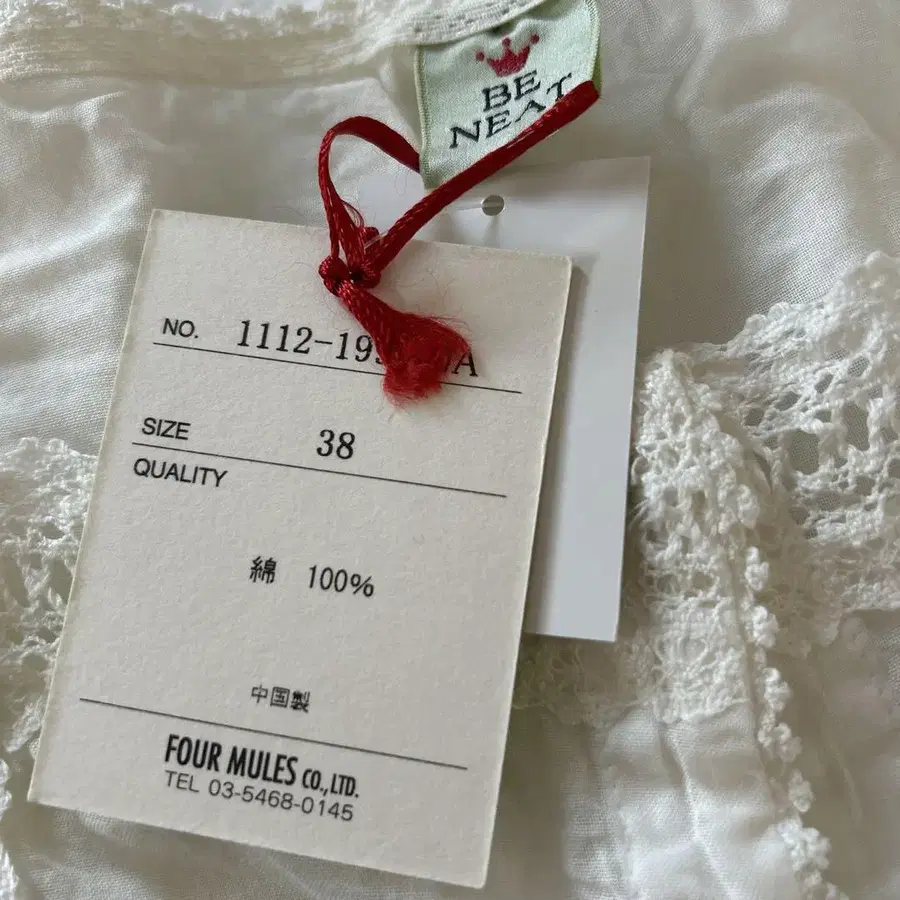 BE
NEAT
NO.
SIZE 38
QUALITY
綿 100%
中国製
FOUR MULES CO., LTD.
TEL 03-5468-0145